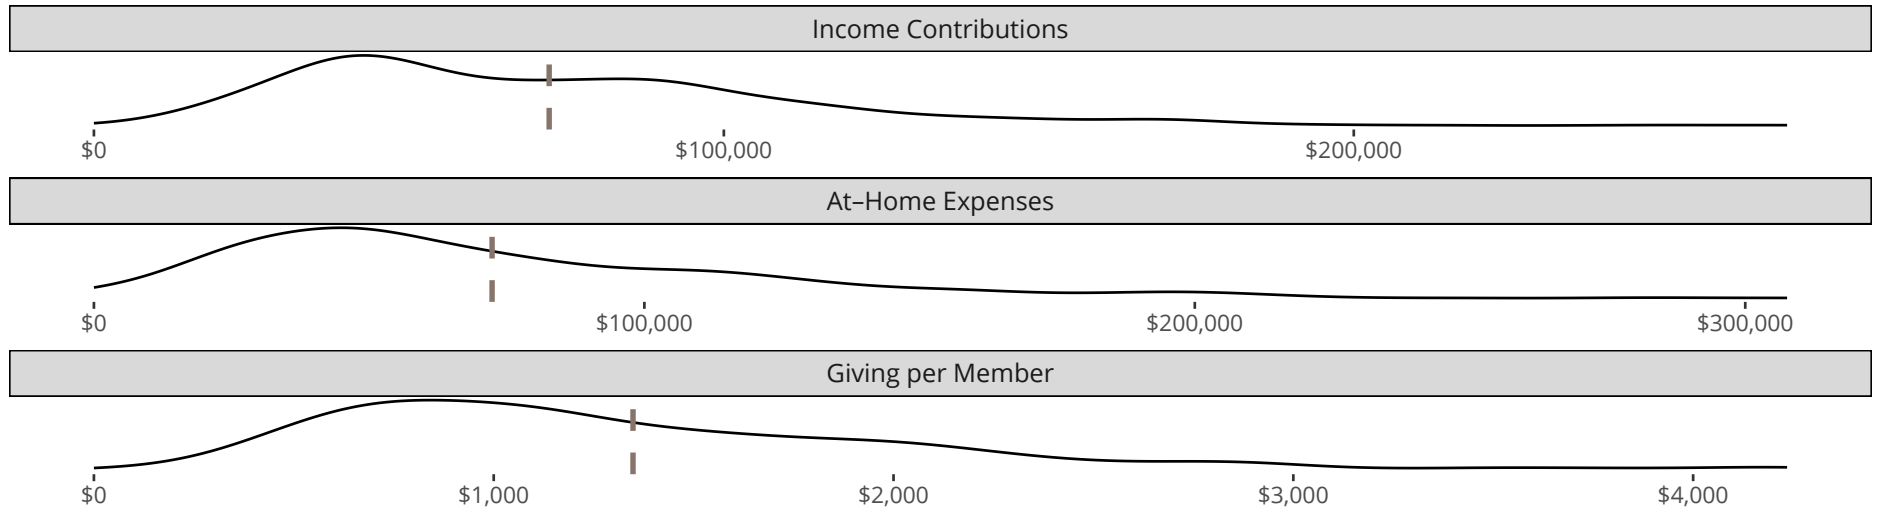 Income Contributions
$0 $100,000 $200,000
At–Home Expenses
$0 $100,000 $200,000 $300,000
Giving per Member
$0 $1,000 $2,000 $3,000 $4,000